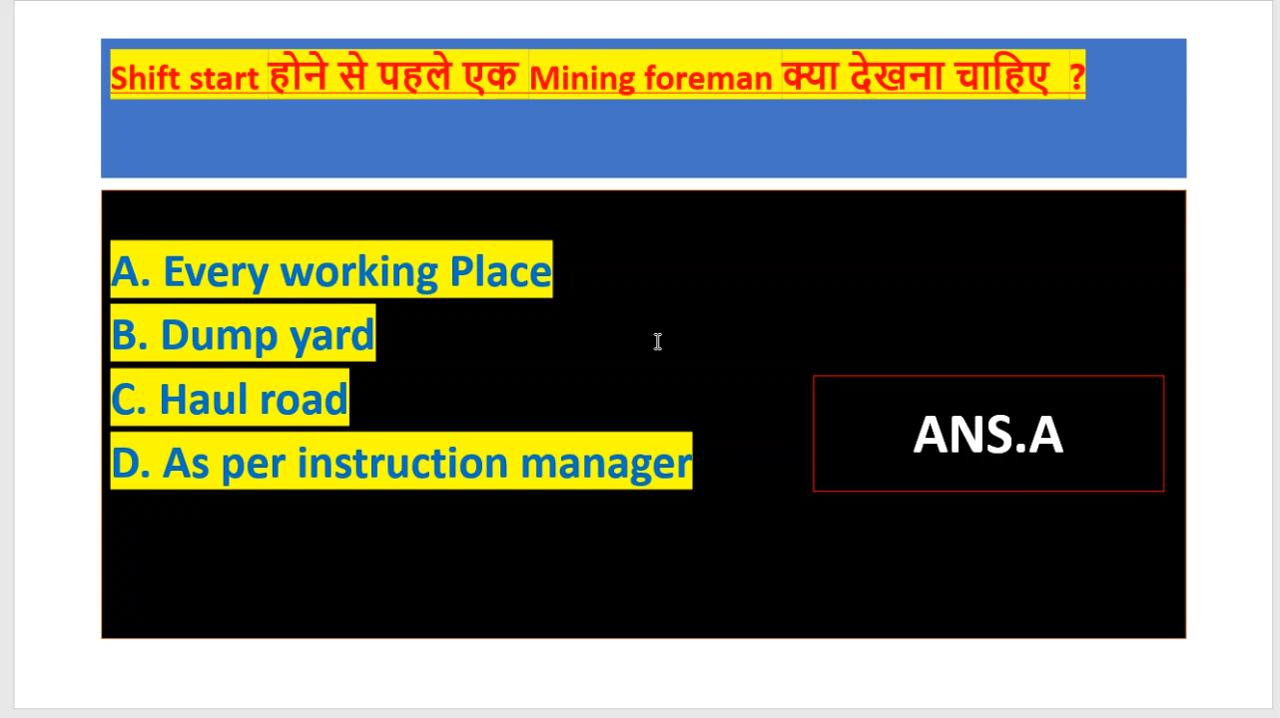 Shift start होने से पहले एक Mining foreman क्या देखना चाहिए ?
A. Every working Place
B. Dump yard
C. Haul road
D. As per instruction manager
ANS.A